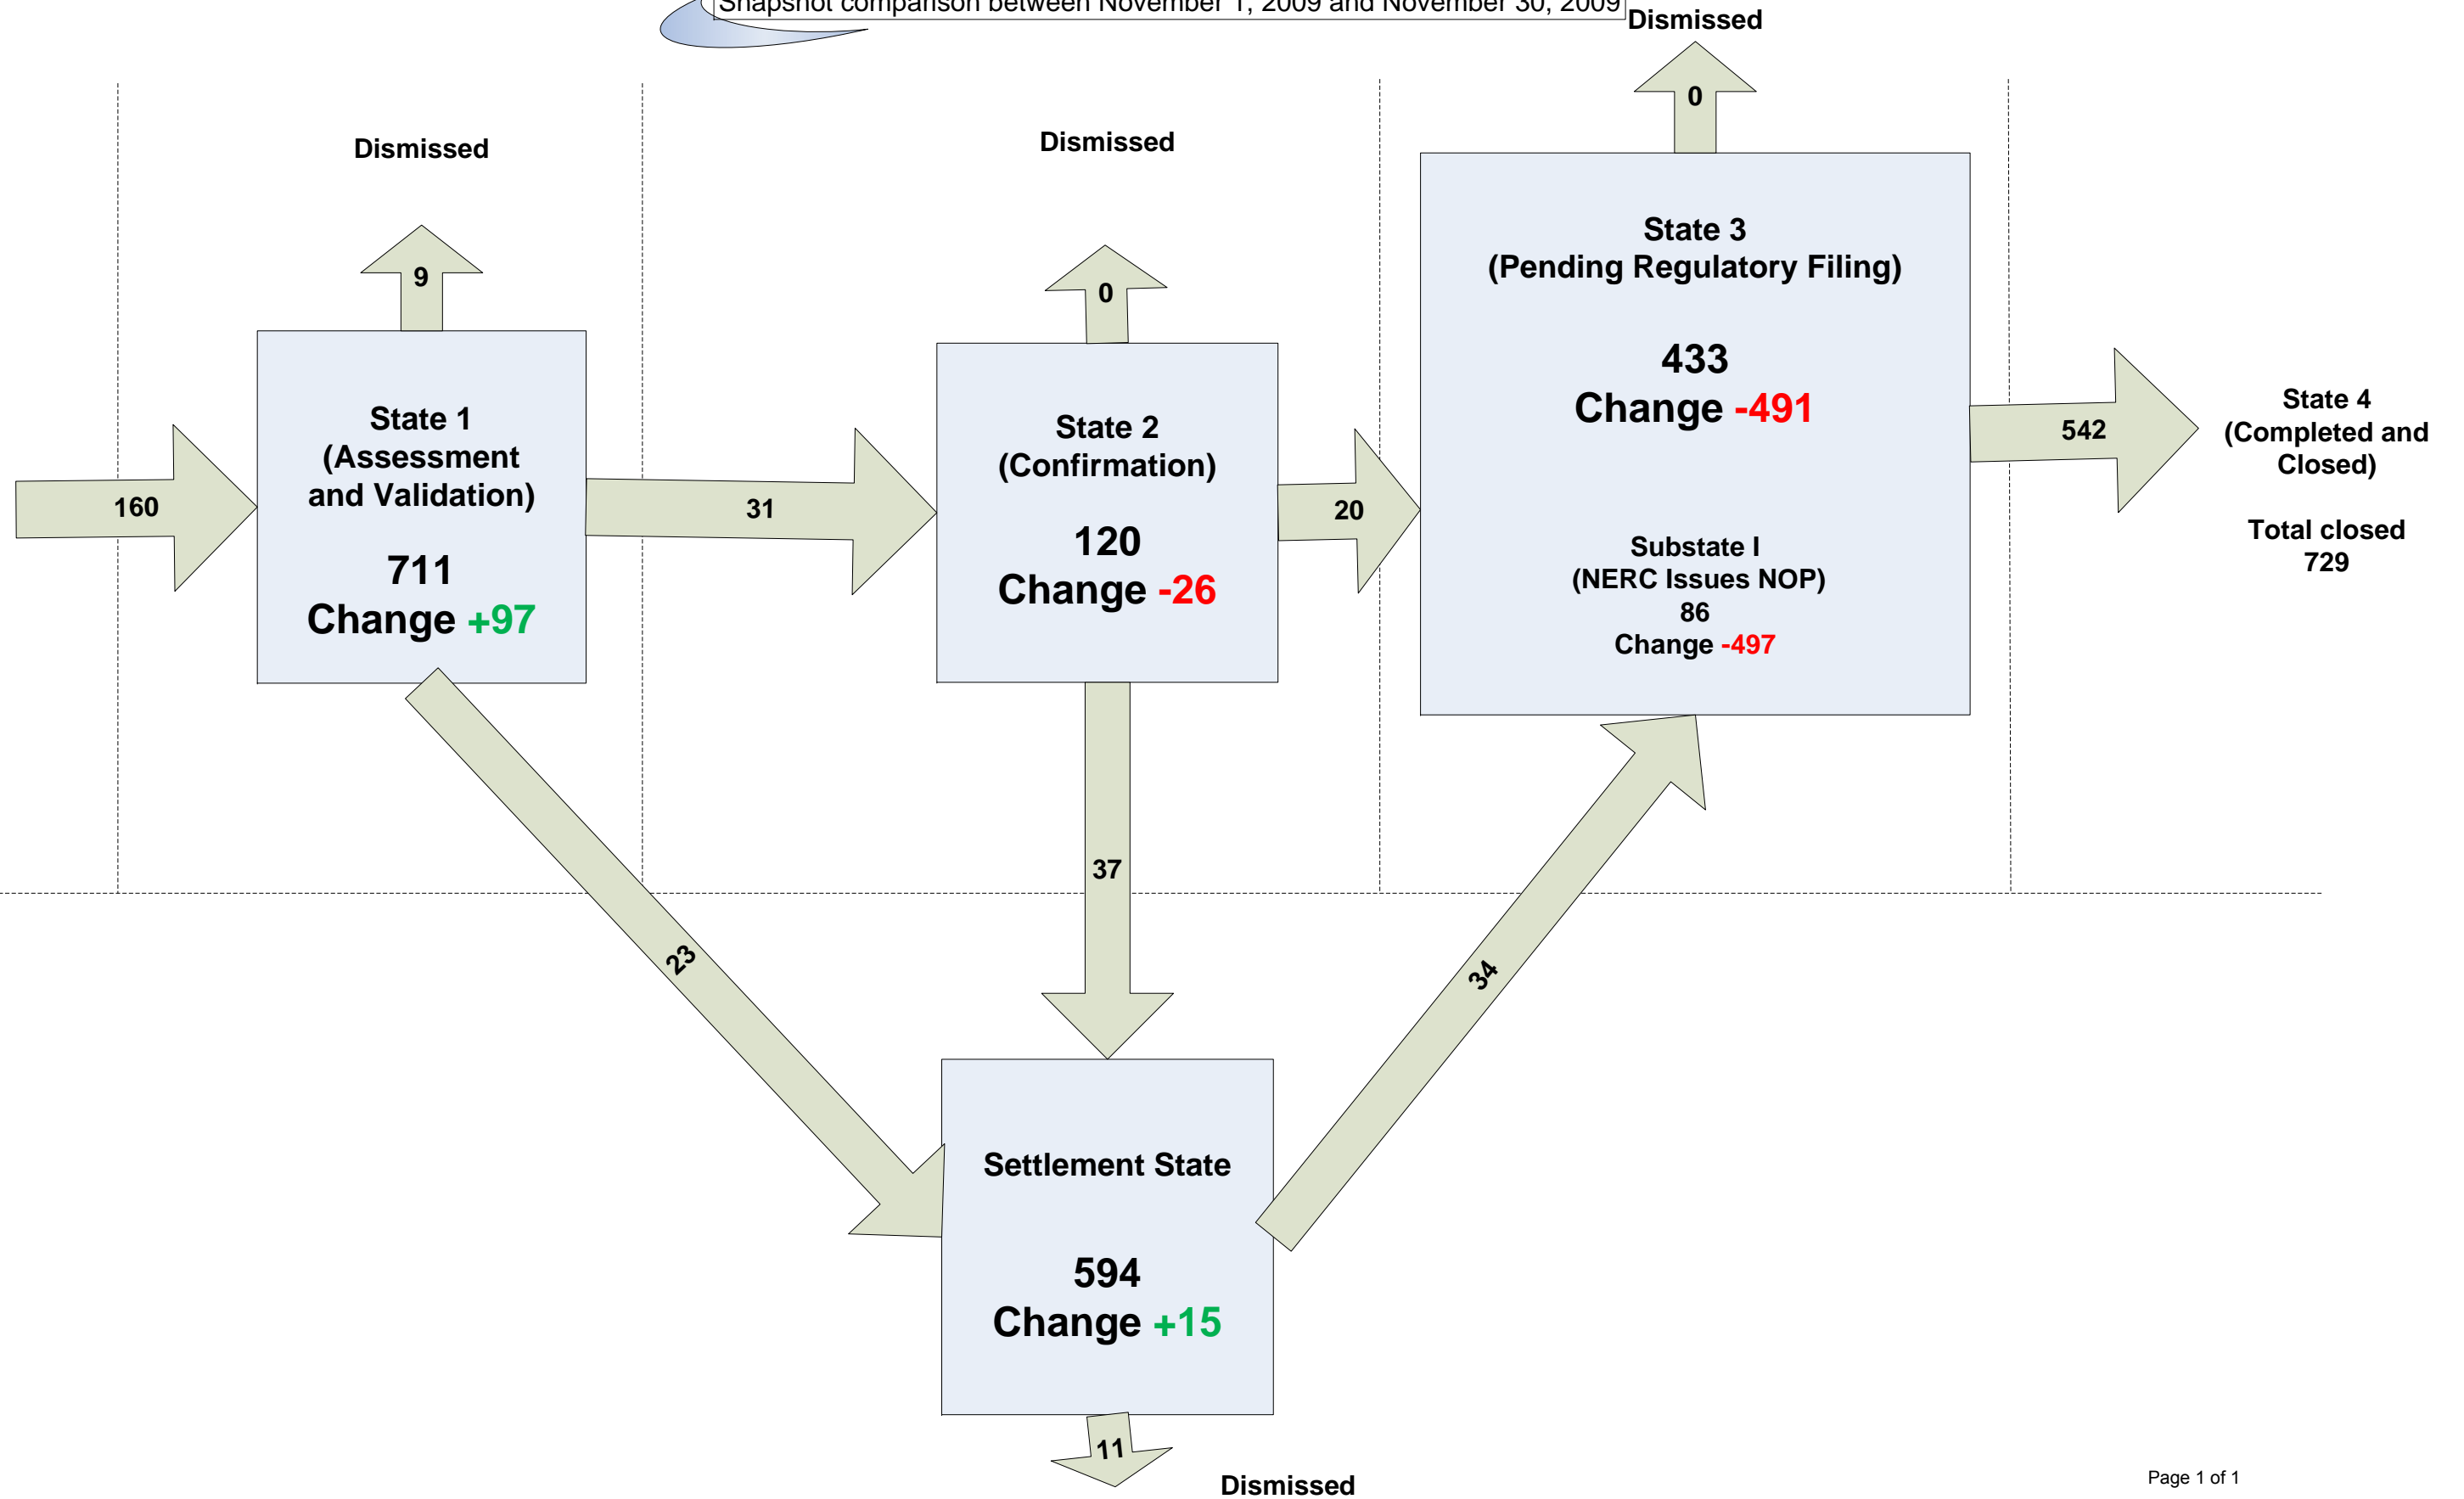 Snapshot comparison between November 1, 2009 and November 30, 2009
Dismissed
0
Dismissed
9
Dismissed
0
160
State 1
(Assessment
and Validation)
711
Change +97
31
State 2
(Confirmation)
120
Change -26
20
State 3
(Pending Regulatory Filing)
433
Change -491
Substate I
(NERC Issues NOP)
86
Change -497
542
State 4
(Completed and
Closed)
Total closed
729
23
37
34
Settlement State
594
Change +15
11
Dismissed
Page 1 of 1